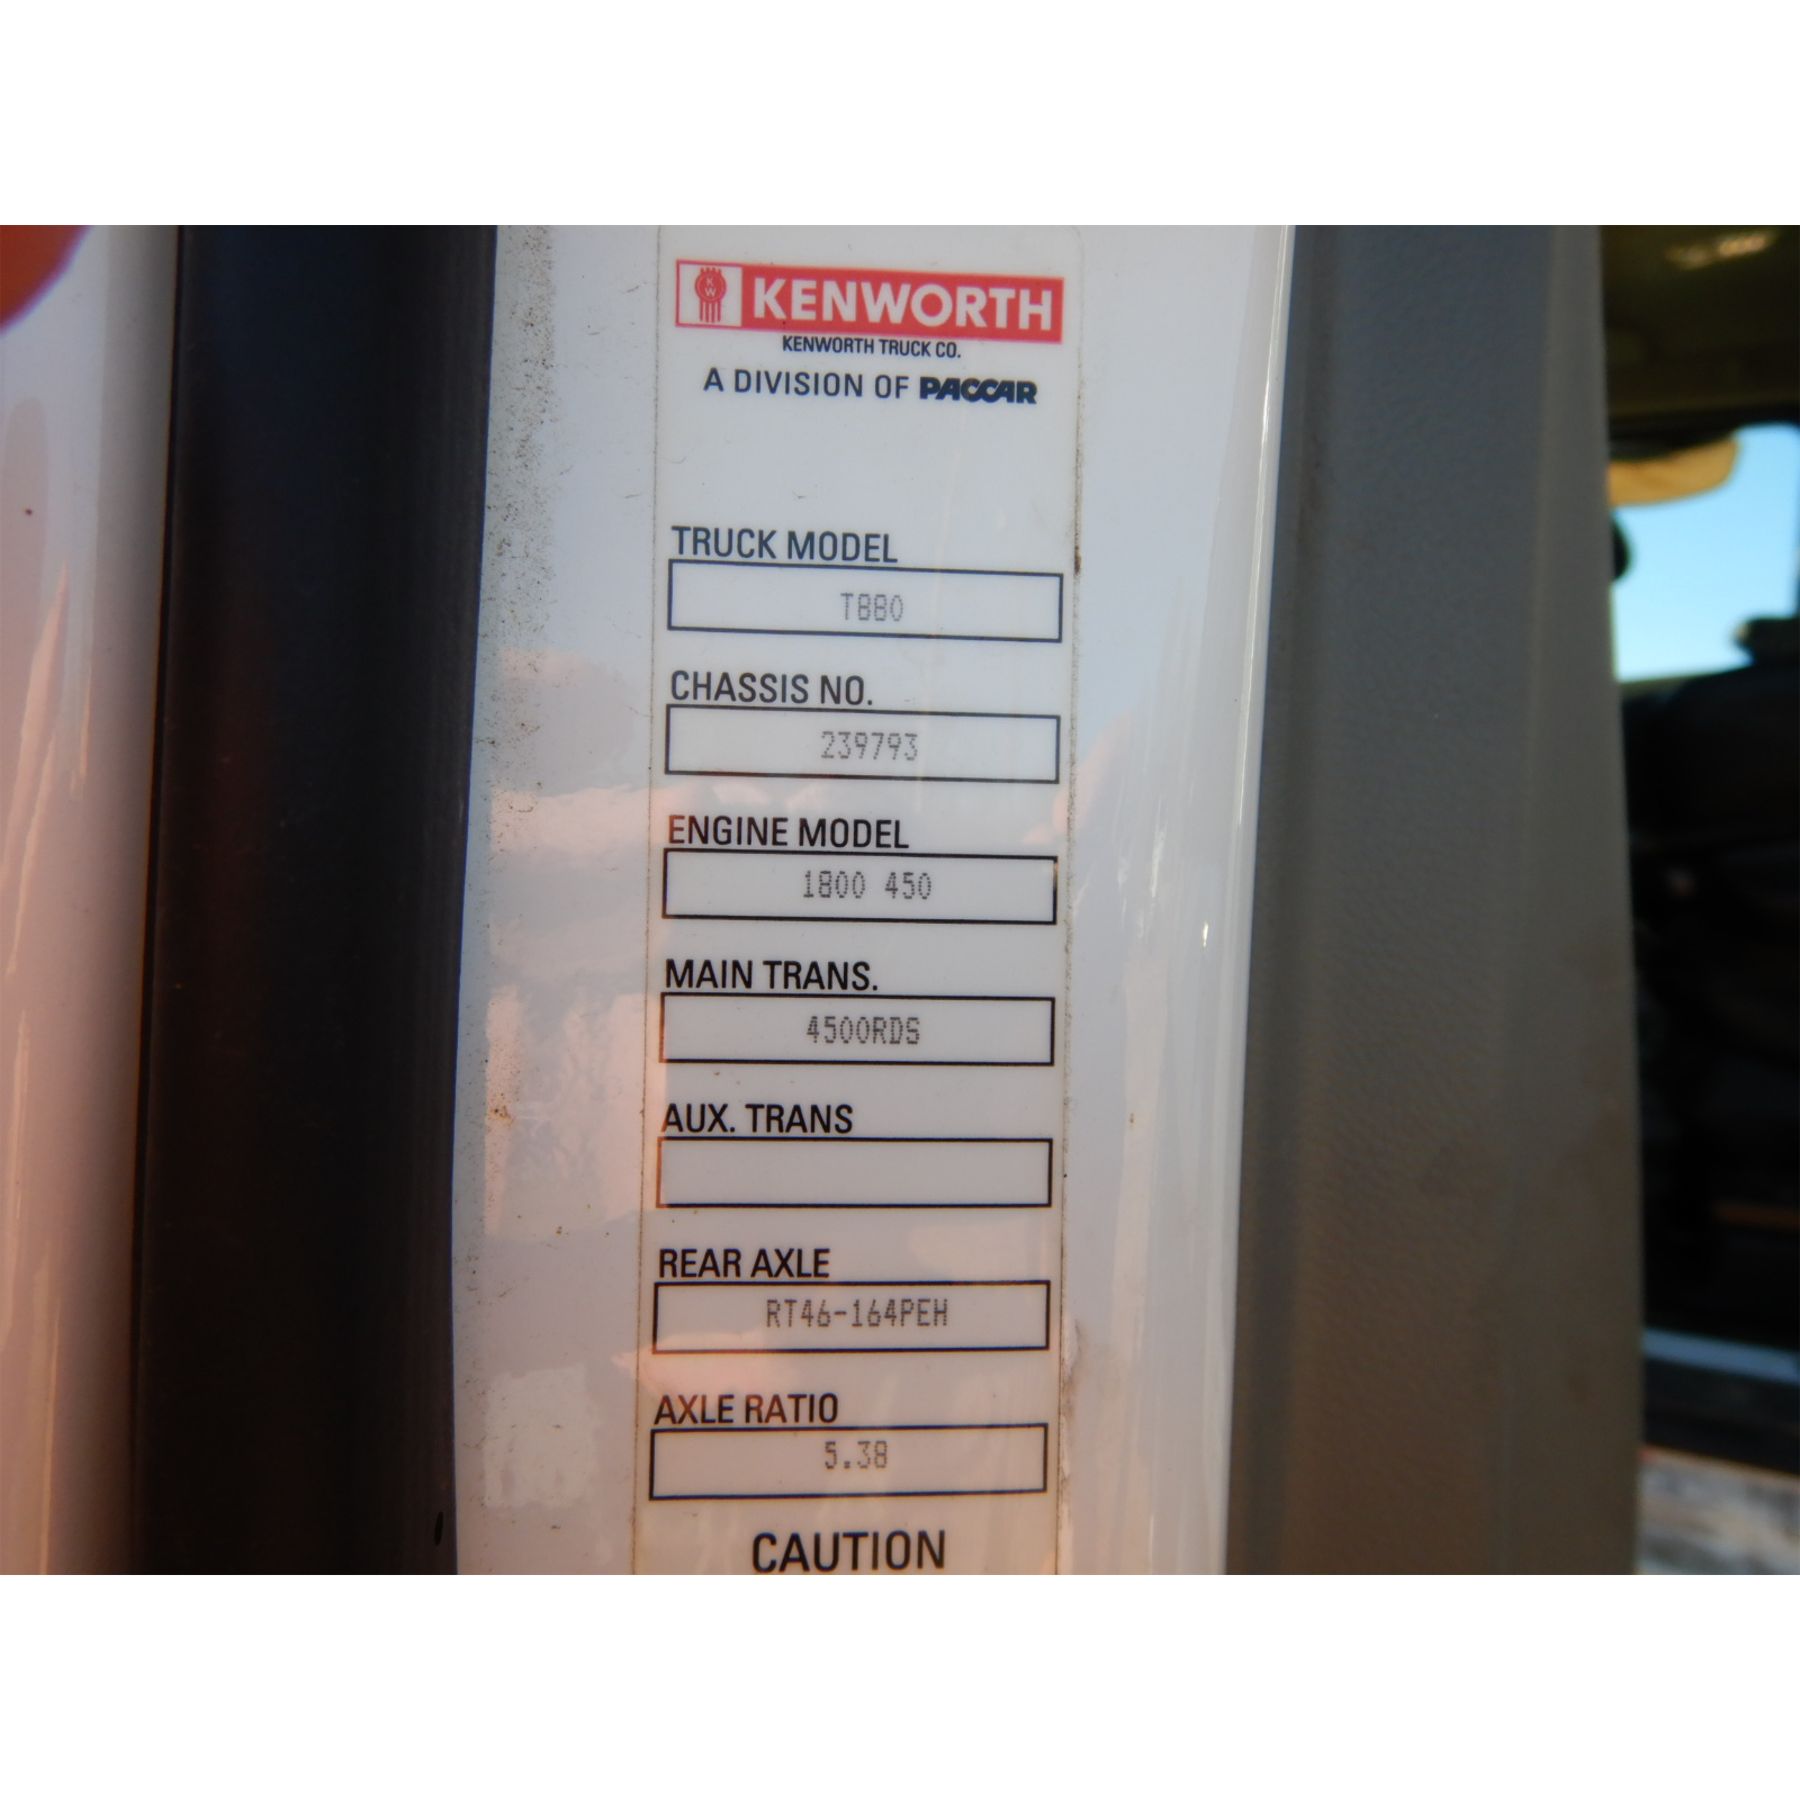 KW KENWORTH
KENWORTH TRUCK CO.
A DIVISION OF PACCAR
TRUCK MODEL
T880
CHASSIS NO.
239793
ENGINE MODEL
1800 450
MAIN TRANS.
4500RDS
AUX. TRANS
REAR AXLE
RT46-164PEH
AXLE RATIO
5.38
CAUTION